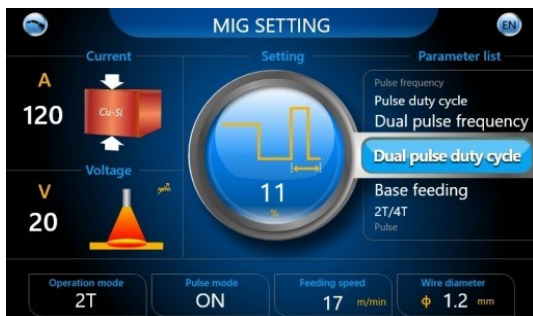 MIG SETTING
EN
Current
Setting
Parameter list
A
120
Cu-Si
Voltage
V
20
11
%
Pulse frequency
Pulse duty cycle
Dual pulse frequency
Dual pulse duty cycle
Base feeding
2T/4T
Pulse
Operation mode
2T
Pulse mode
ON
Feeding speed
17 m/min
Wire diameter
ϕ 1.2 mm